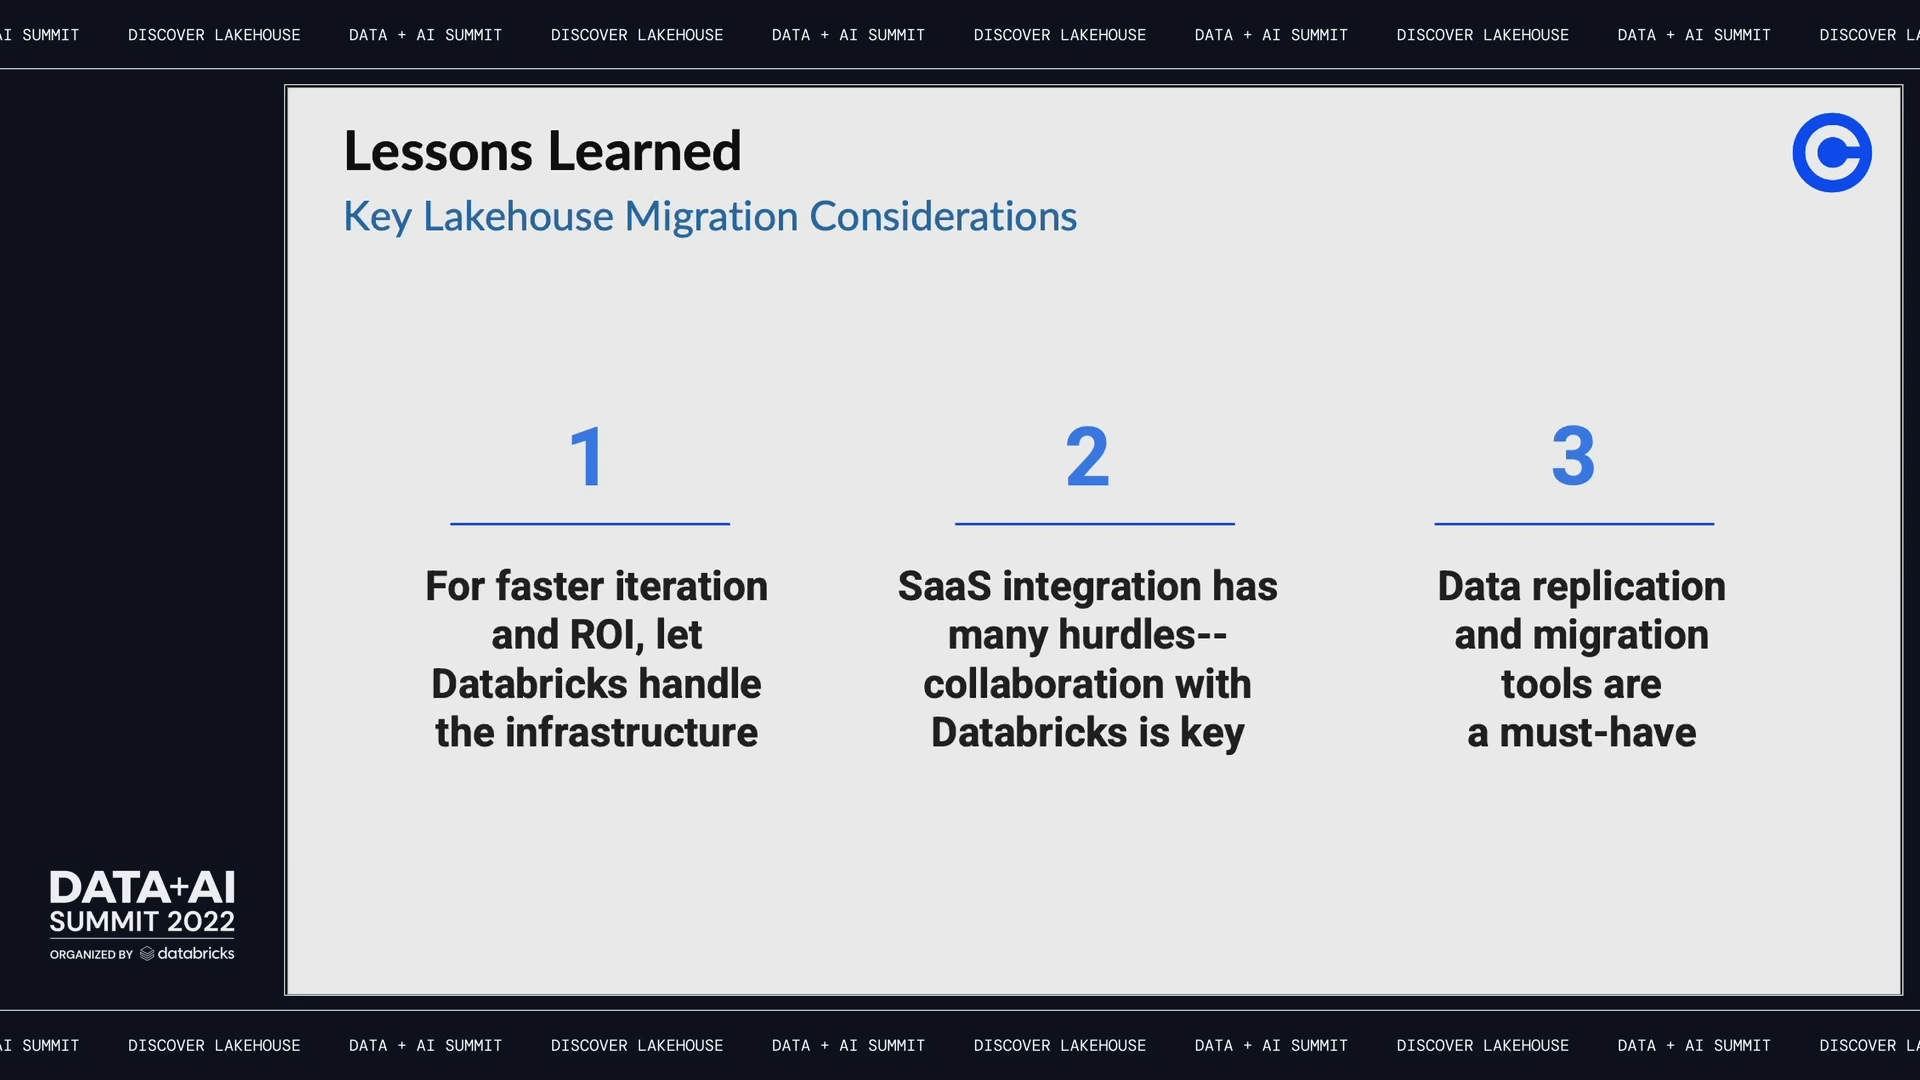 AI SUMMIT DISCOVER LAKEHOUSE DATA + AI SUMMIT DISCOVER LAKEHOUSE DATA + AI SUMMIT DISCOVER LAKEHOUSE DATA + AI SUMMIT DISCOVER LAKEHOUSE DATA + AI SUMMIT DISCOVER LA
Lessons Learned
Key Lakehouse Migration Considerations
1
For faster iteration
and ROI, let
Databricks handle
the infrastructure
2
SaaS integration has
many hurdles--
collaboration with
Databricks is key
3
Data replication
and migration
tools are
a must-have
DATA+AI
SUMMIT 2022
ORGANIZED BY databricks
AI SUMMIT DISCOVER LAKEHOUSE DATA + AI SUMMIT DISCOVER LAKEHOUSE DATA + AI SUMMIT DISCOVER LAKEHOUSE DATA + AI SUMMIT DISCOVER LAKEHOUSE DATA + AI SUMMIT DISCOVER LA